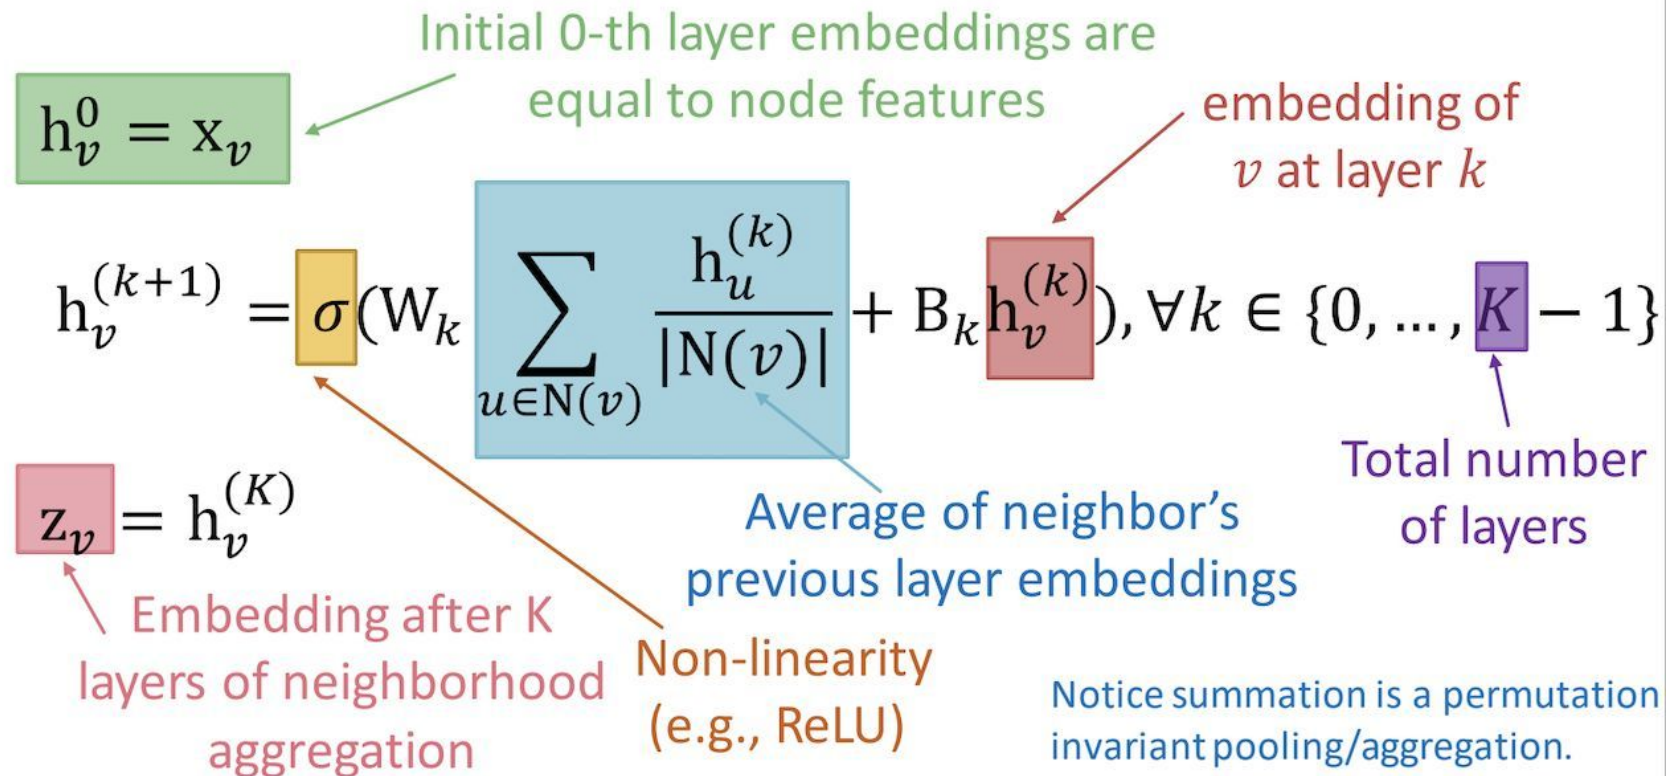 Initial 0-th layer embeddings are
equal to node features
h_v^0 = x_v
embedding of
v at layer k
h_v^{(k+1)} = σ(W_k ∑_{u∈N(v)} h_u^{(k)} / |N(v)| + B_k h_v^{(k)}), ∀k ∈ {0, ..., K − 1}
Total number
of layers
z_v = h_v^{(K)}
Average of neighbor's
previous layer embeddings
Embedding after K
layers of neighborhood
aggregation
Non-linearity
(e.g., ReLU)
Notice summation is a permutation
invariant pooling/aggregation.